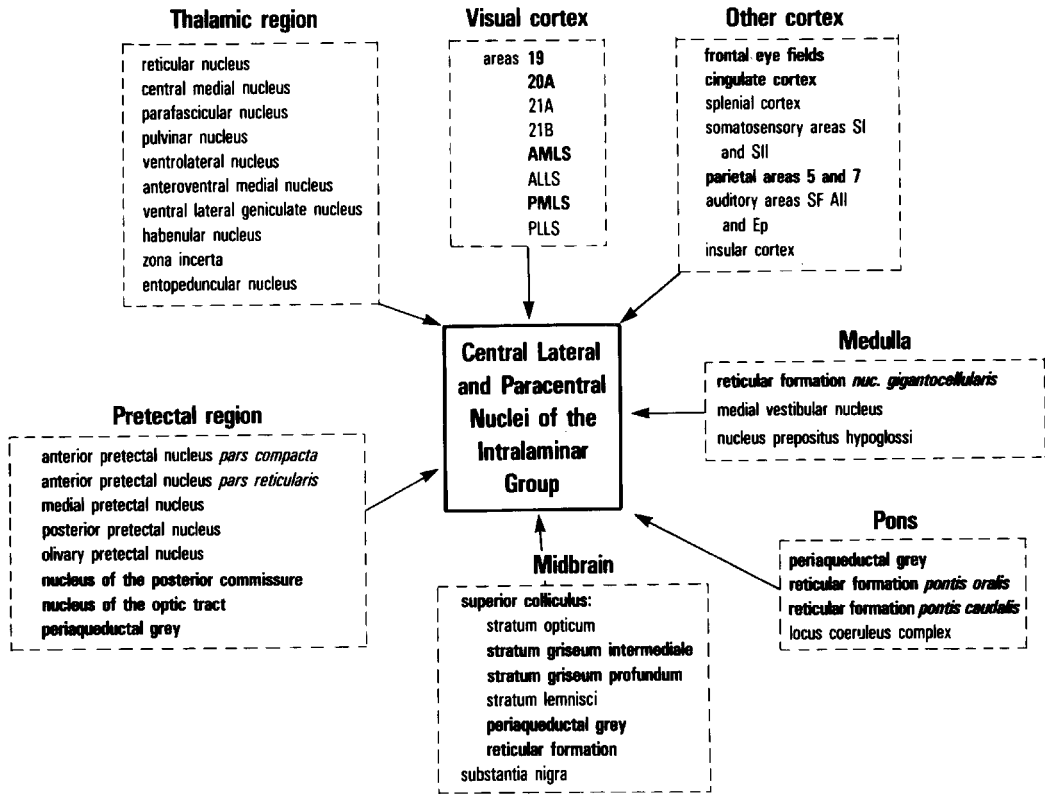 Thalamic region
reticular nucleus
central medial nucleus
parafascicular nucleus
pulvinar nucleus
ventrolateral nucleus
anteroventral medial nucleus
ventral lateral geniculate nucleus
habenular nucleus
zona incerta
entopeduncular nucleus
Visual cortex
areas 19
20A
21A
21B
AMLS
ALLS
PMLS
PLLS
Other cortex
frontal eye fields
cingulate cortex
splenial cortex
somatosensory areas SI
and SII
parietal areas 5 and 7
auditory areas SF AII
and Ep
insular cortex
Central Lateral
and Paracentral
Nuclei of the
Intralaminar
Group
Medulla
reticular formation nuc. gigantocellularis
medial vestibular nucleus
nucleus prepositus hypoglossi
Pretectal region
anterior pretectal nucleus pars compacta
anterior pretectal nucleus pars reticularis
medial pretectal nucleus
posterior pretectal nucleus
olivary pretectal nucleus
nucleus of the posterior commissure
nucleus of the optic tract
periaqueductal grey
Midbrain
superior colliculus:
stratum opticum
stratum griseum intermediale
stratum griseum profundum
stratum lemnisci
periaqueductal grey
reticular formation
substantia nigra
Pons
periaqueductal grey
reticular formation pontis oralis
reticular formation pontis caudalis
locus coeruleus complex